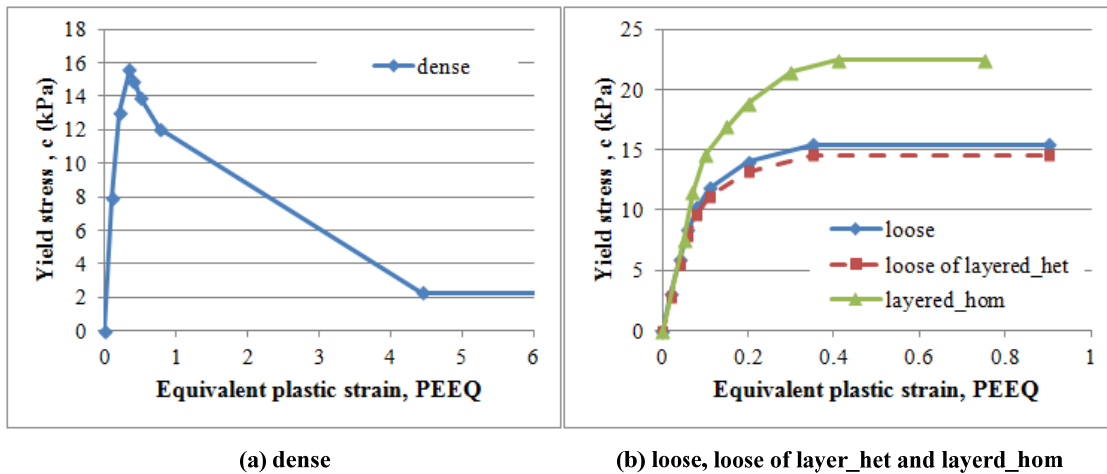 18
16
14
12
10
8
6
4
2
0
Yield stress , c (kPa)
dense
0 1 2 3 4 5 6
Equivalent plastic strain, PEEQ
25
20
15
10
5
0
Yield stress , c (kPa)
loose
loose of layered_het
layered_hom
0 0.2 0.4 0.6 0.8 1
Equivalent plastic strain, PEEQ
(a) dense
(b) loose, loose of layer_het and layerd_hom